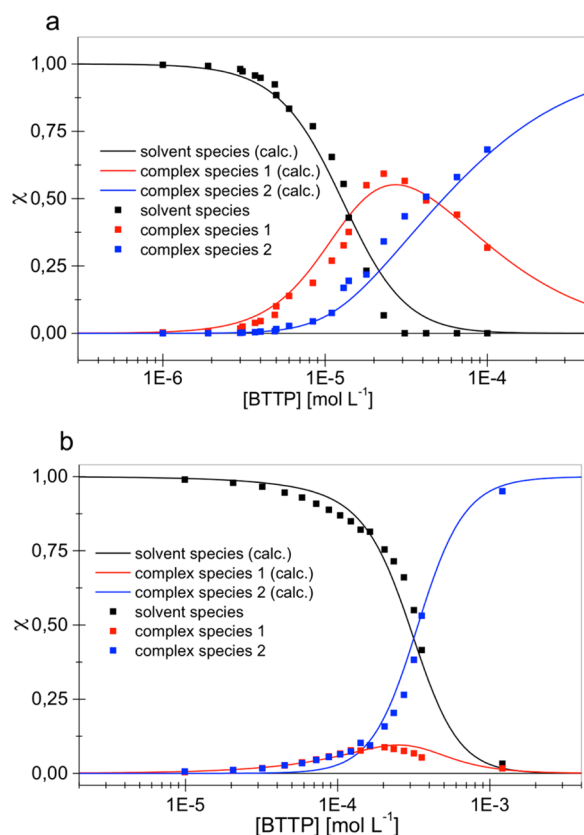 a
1,00
0,75
0,50
0,25
0,00
χ
solvent species (calc.)
complex species 1 (calc.)
complex species 2 (calc.)
solvent species
complex species 1
complex species 2
1E-6 1E-5 1E-4
[BTTP] [mol L⁻¹]
b
1,00
0,75
0,50
0,25
0,00
χ
solvent species (calc.)
complex species 1 (calc.)
complex species 2 (calc.)
solvent species
complex species 1
complex species 2
1E-5 1E-4 1E-3
[BTTP] [mol L⁻¹]